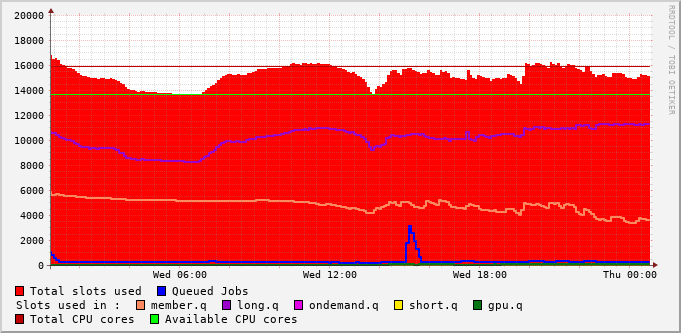 20000
18000
16000
14000
12000
10000
8000
6000
4000
2000
0
Wed 06:00 Wed 12:00 Wed 18:00 Thu 00:00
RRDTOOL / TOBI OETIKER
Total slots used Queued Jobs
Slots used in : member.q long.q ondemand.q short.q gpu.q
Total CPU cores Available CPU cores